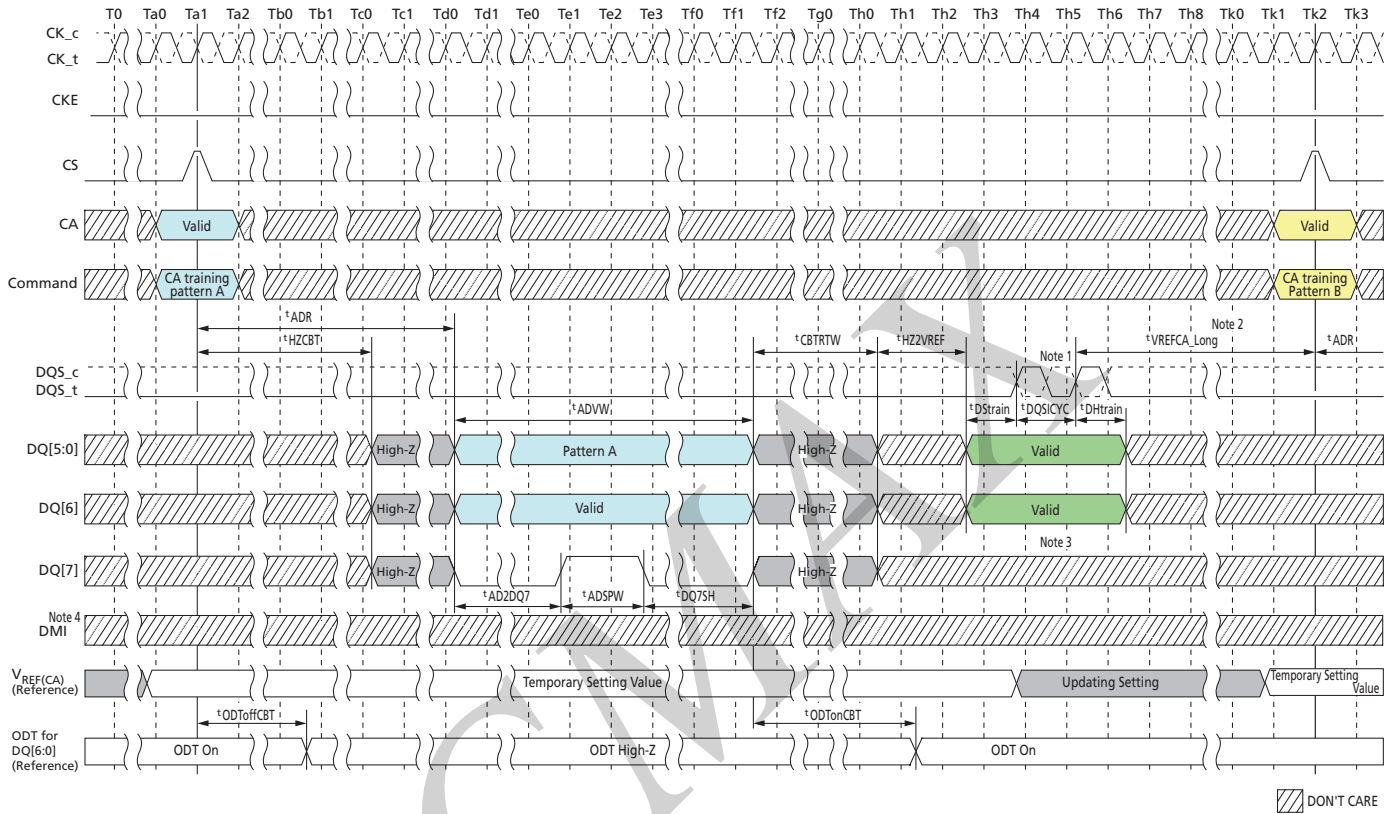 T0 Ta0 Ta1 Ta2 Tb0 Tb1 Tc0 Tc1 Td0 Td1 Te0 Te1 Te2 Te3 Tf0 Tf1 Tf2 Tg0 Th0 Th1 Th2 Th3 Th4 Th5 Th6 Th7 Th8 Tk0 Tk1 Tk2 Tk3
CK_c
CK_t
CKE
CS
CA Valid Valid
Command CA training pattern A CA training Pattern B
tADR Note 2
tHZCBT tCBTRTW tHZ2VREF tVREFCA_Long tADR
Note 1
DQS_c
DQS_t
tADVW tDStrain tDQSICYC tDHtrain
DQ[5:0] High-Z Pattern A High-Z Valid
DQ[6] High-Z Valid High-Z Valid
Note 3
DQ[7] High-Z High-Z
tAD2DQ7 tADSPW tDQ7SH
Note 4
DMI
VREF(CA)
(Reference) Temporary Setting Value Updating Setting Temporary Setting Value
tODToffCBT tODTonCBT
ODT for
DQ[6:0]
(Reference) ODT On ODT High-Z ODT On
DON'T CARE
CMAX